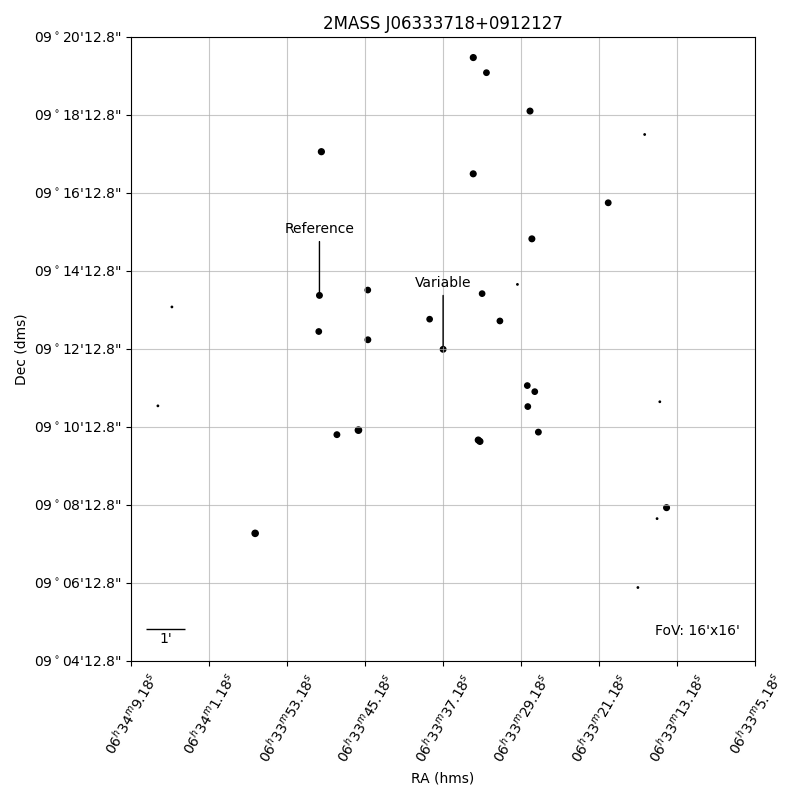 2MASS J06333718+0912127
09°20'12.8"
09°18'12.8"
09°16'12.8"
Reference
09°14'12.8"
Variable
09°12'12.8"
Dec (dms)
09°10'12.8"
09°08'12.8"
09°06'12.8"
1'
FoV: 16'x16'
09°04'12.8"
06ʰ34ᵐ9.18ˢ
06ʰ34ᵐ1.18ˢ
06ʰ33ᵐ53.18ˢ
06ʰ33ᵐ45.18ˢ
06ʰ33ᵐ37.18ˢ
06ʰ33ᵐ29.18ˢ
06ʰ33ᵐ21.18ˢ
06ʰ33ᵐ13.18ˢ
06ʰ33ᵐ5.18ˢ
RA (hms)